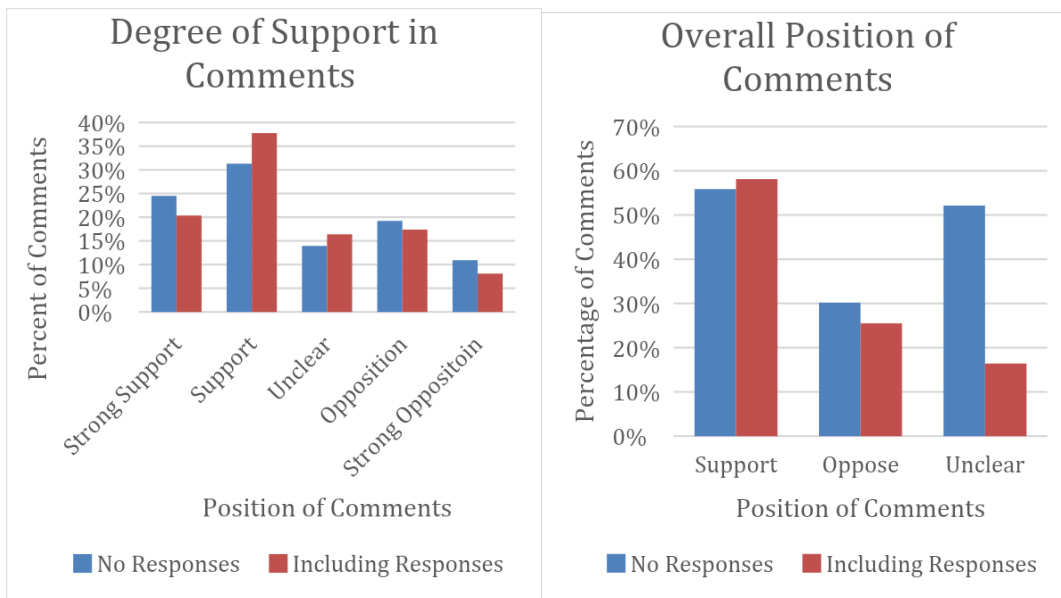 Degree of Support in
Comments
Percent of Comments
40%
35%
30%
25%
20%
15%
10%
5%
0%
Strong Support
Support
Unclear
Opposition
Strong Oppositoin
Position of Comments
No Responses
Including Responses
Overall Position of
Comments
Percentage of Comments
70%
60%
50%
40%
30%
20%
10%
0%
Support
Oppose
Unclear
Position of Comments
No Responses
Including Responses